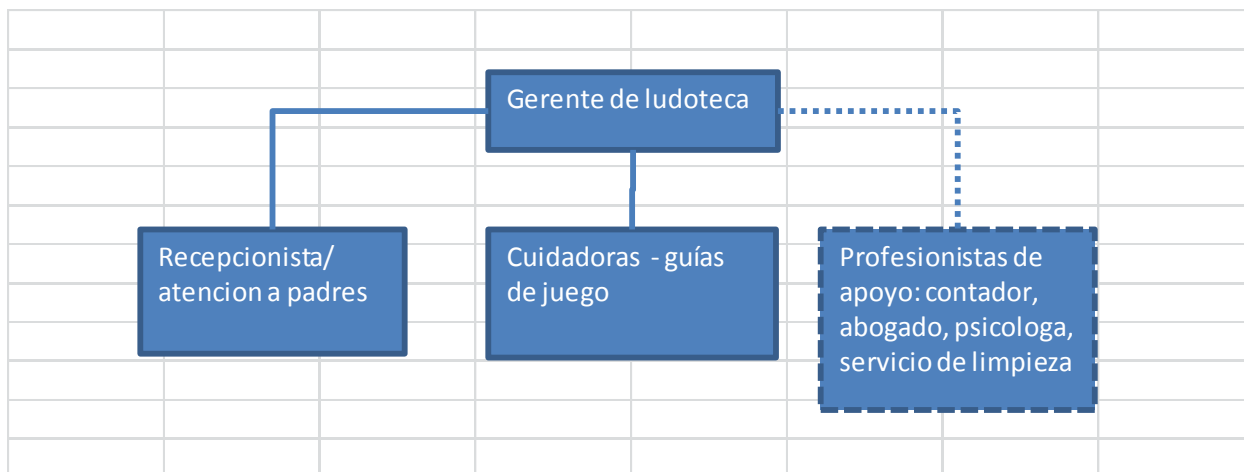 Gerente de ludoteca
Recepcionista/
atencion a padres
Cuidadoras - guías
de juego
Profesionistas de
apoyo: contador,
abogado, psicologa,
servicio de limpieza